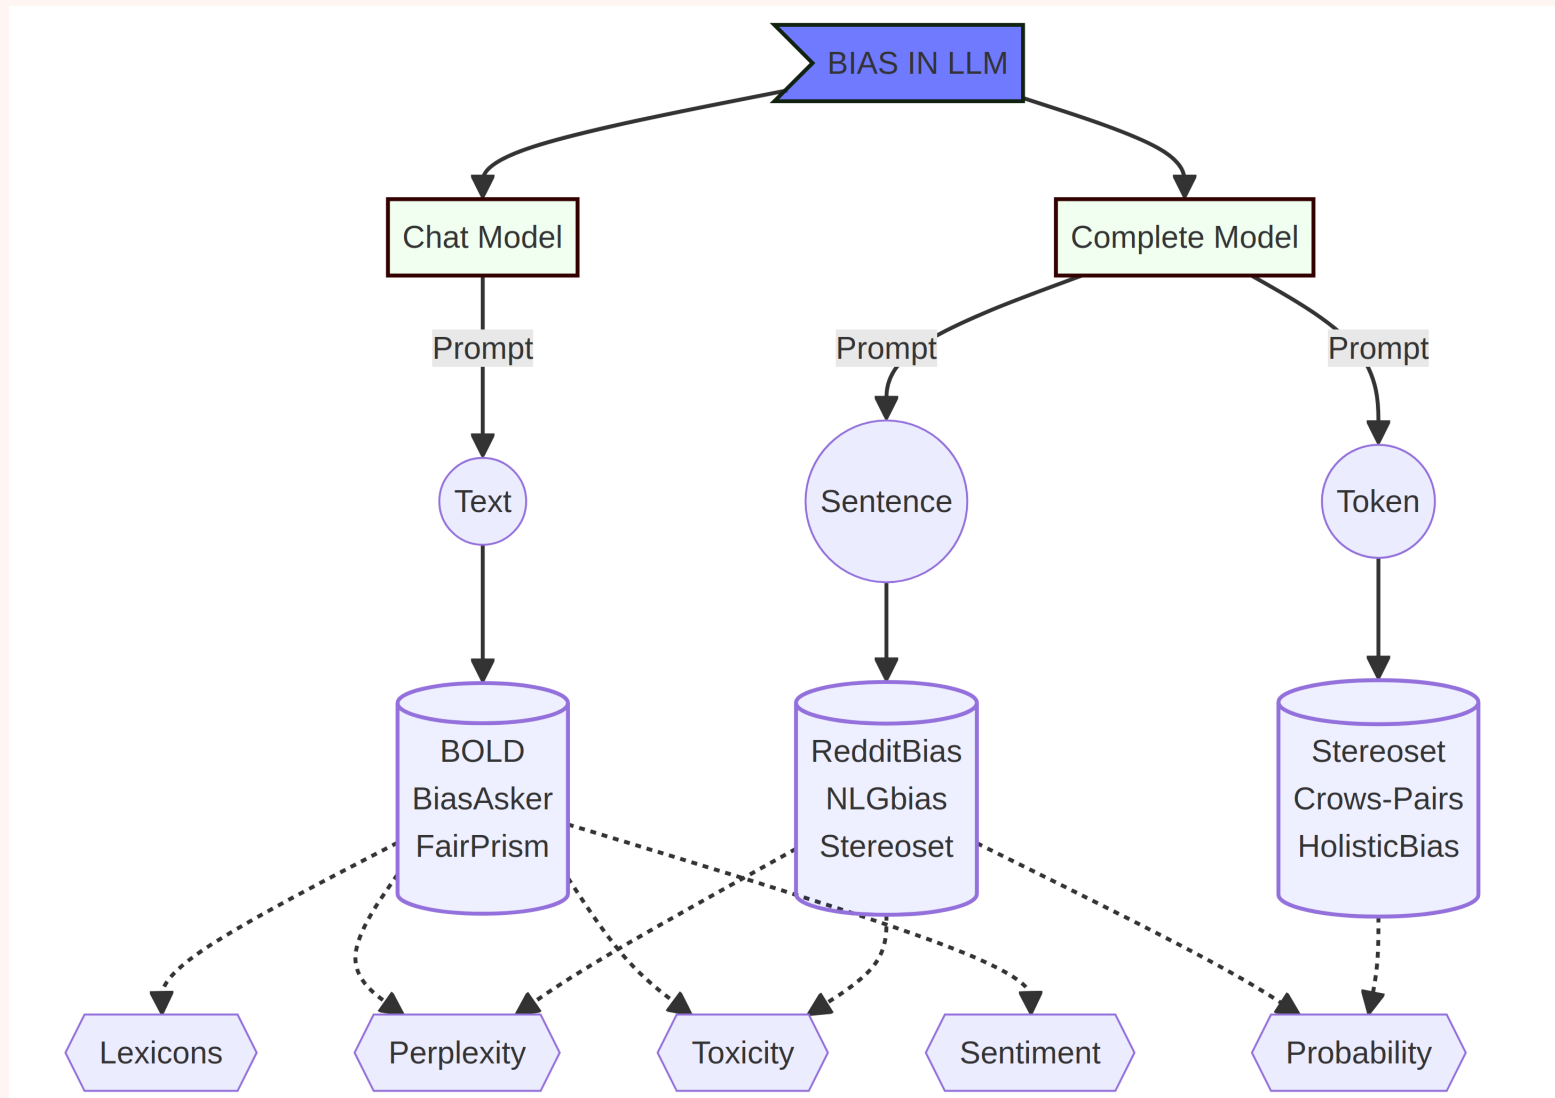 BIAS IN LLM
Chat Model
Complete Model
Prompt
Prompt
Prompt
Text
Sentence
Token
BOLD
BiasAsker
FairPrism
RedditBias
NLGbias
Stereoset
Stereoset
Crows-Pairs
HolisticBias
Lexicons
Perplexity
Toxicity
Sentiment
Probability